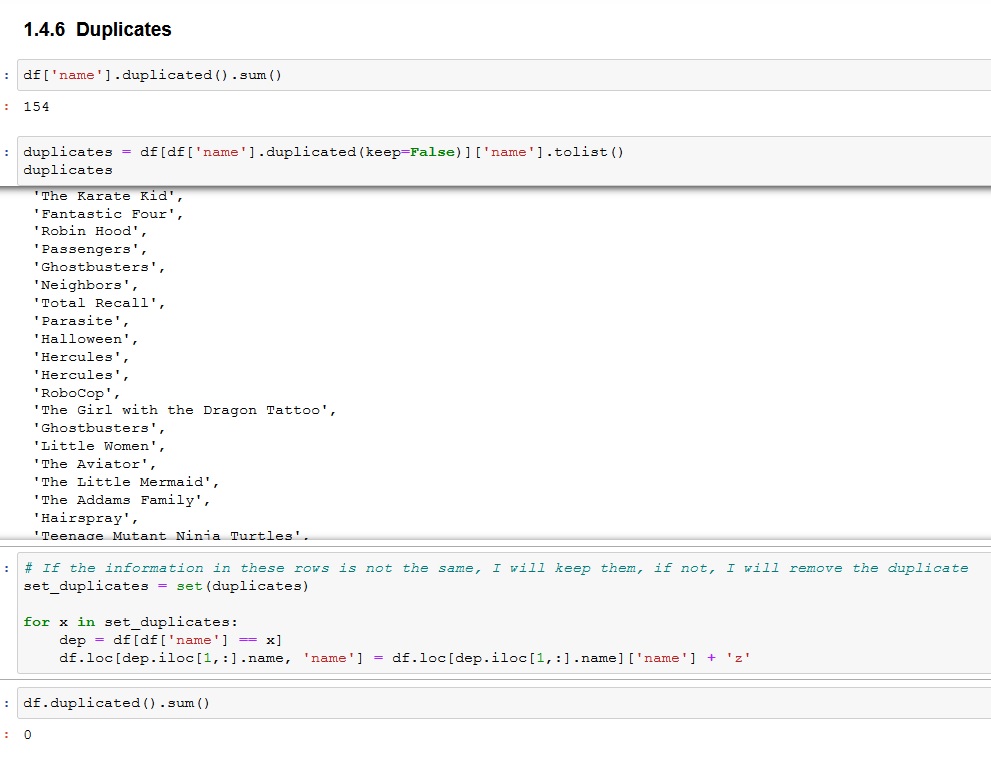 1.4.6 Duplicates
: df['name'].duplicated().sum()
: 154
: duplicates = df[df['name'].duplicated(keep=False)]['name'].tolist()
duplicates
'The Karate Kid',
'Fantastic Four',
'Robin Hood',
'Passengers',
'Ghostbusters',
'Neighbors',
'Total Recall',
'Parasite',
'Halloween',
'Hercules',
'Hercules',
'RoboCop',
'The Girl with the Dragon Tattoo',
'Ghostbusters',
'Little Women',
'The Aviator',
'The Little Mermaid',
'The Addams Family',
'Hairspray',
'Teenage Mutant Ninja Turtles',
: # If the information in these rows is not the same, I will keep them, if not, I will remove the duplicate
set_duplicates = set(duplicates)
for x in set_duplicates:
dep = df[df['name'] == x]
df.loc[dep.iloc[1,:].name, 'name'] = df.loc[dep.iloc[1,:].name]['name'] + 'z'
: df.duplicated().sum()
: 0